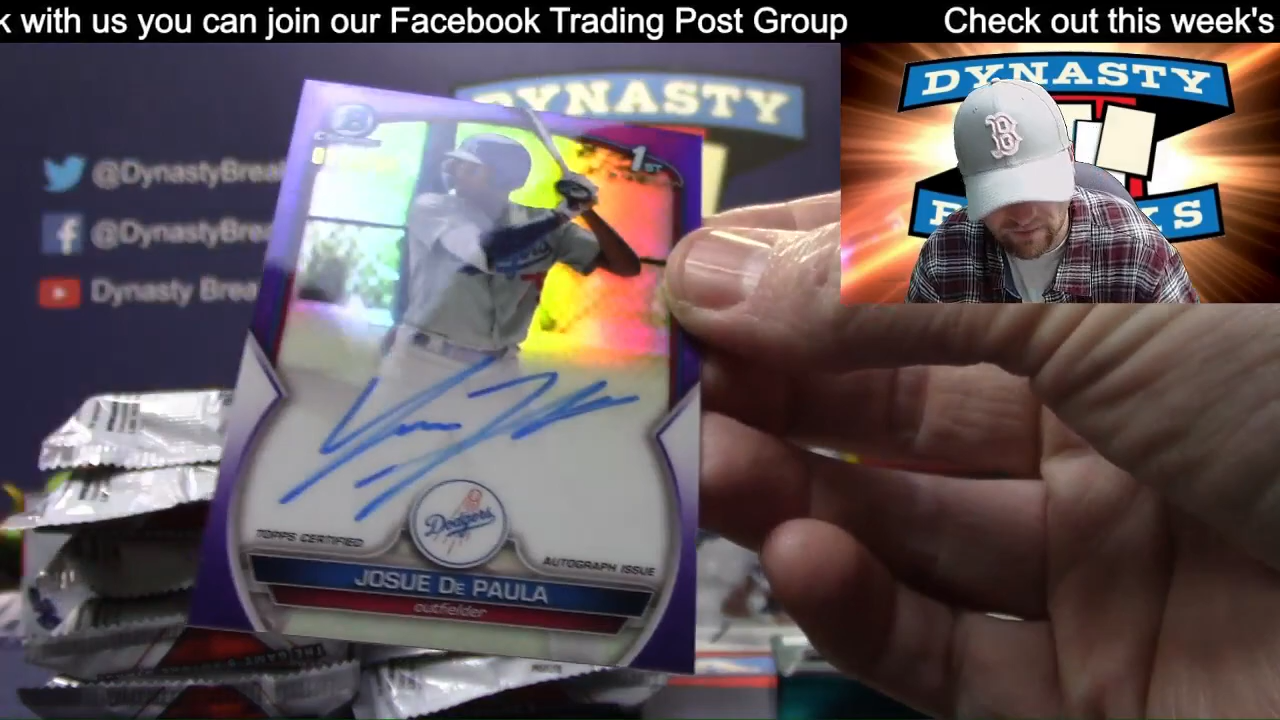 k with us you can join our Facebook Trading Post Group
Check out this week's
DYNASTY
DYNASTY
B
@DynastyBrea
@DynastyBrea
Dynasty Brea
1ST
Dodgers
TOPPS CERTIFIED
AUTOGRAPH ISSUE
JOSUE DE PAULA
outfielder